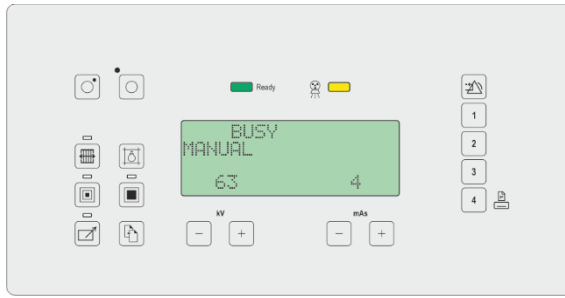 Ready
BUSY
MANUAL
63 4
kV mAs
- + - +
1
2
3
4